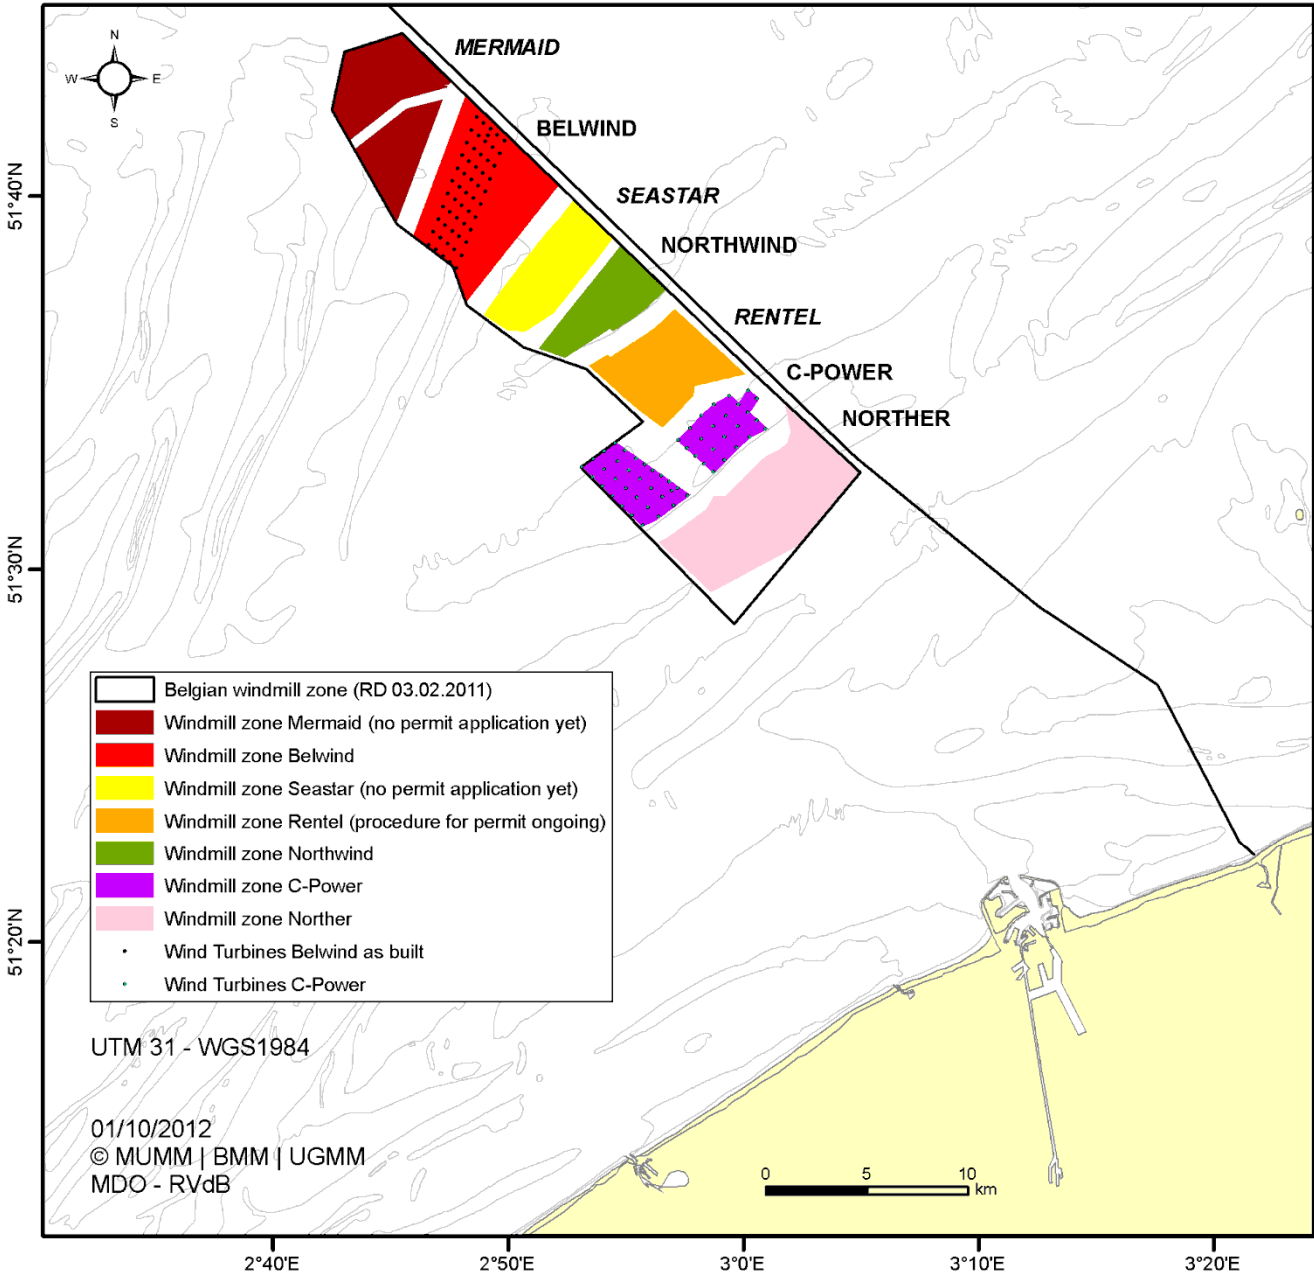 N
W E
S
MERMAID
BELWIND
SEASTAR
NORTHWIND
RENTEL
C-POWER
NORTHER
51°40'N
51°30'N
51°20'N
Belgian windmill zone (RD 03.02.2011)
Windmill zone Mermaid (no permit application yet)
Windmill zone Belwind
Windmill zone Seastar (no permit application yet)
Windmill zone Rentel (procedure for permit ongoing)
Windmill zone Northwind
Windmill zone C-Power
Windmill zone Norther
Wind Turbines Belwind as built
Wind Turbines C-Power
UTM 31 - WGS1984
01/10/2012
© MUMM | BMM | UGMM
MDO - RVdB
0 5 10
km
2°40'E 2°50'E 3°0'E 3°10'E 3°20'E